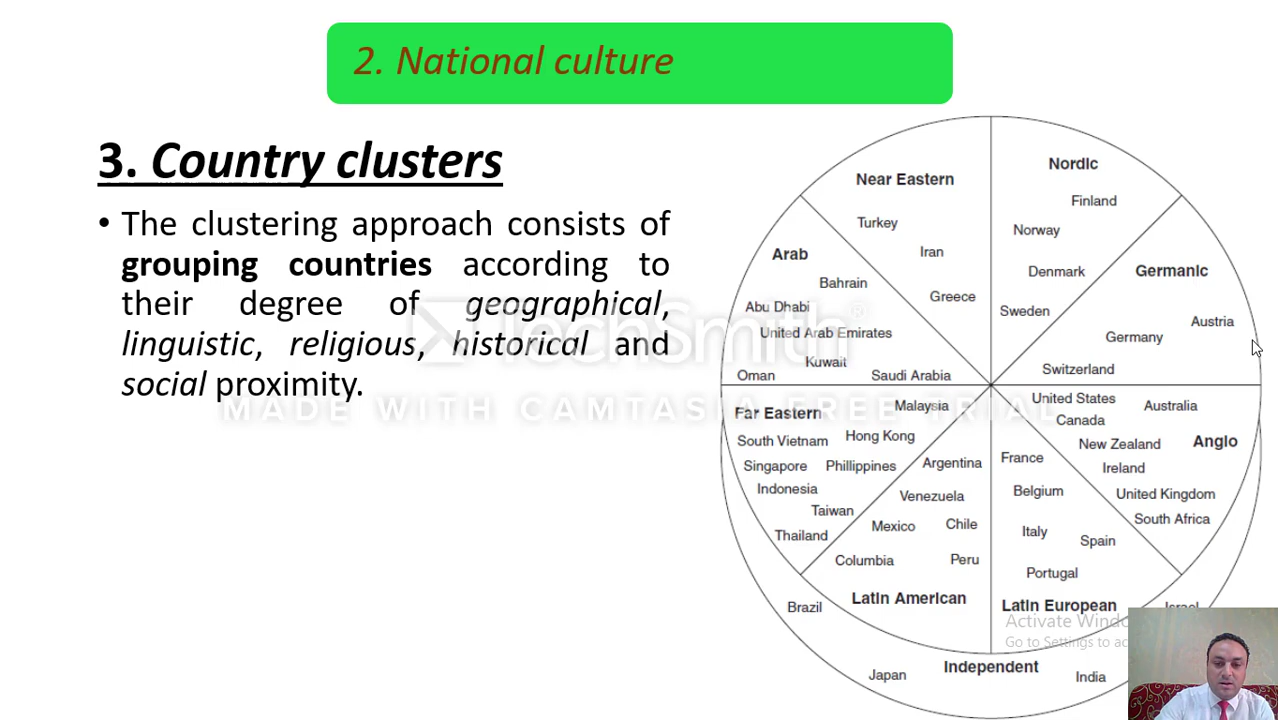 2. National culture
3. Country clusters
• The clustering approach consists of
grouping countries according to
their degree of geographical,
linguistic, religious, historical and
social proximity.
Near Eastern
Turkey
Iran
Greece
Nordic
Finland
Norway
Denmark
Sweden
Arab
Bahrain
Abu Dhabi
United Arab Emirates
Kuwait
Oman
Saudi Arabia
Germanic
Austria
Germany
Switzerland
Far Eastern
Malaysia
South Vietnam
Hong Kong
Singapore
Phillippines
Indonesia
Taiwan
Thailand
United States
Australia
Canada
New Zealand
Anglo
Ireland
United Kingdom
South Africa
Argentina
Venezuela
Mexico
Chile
Columbia
Peru
Latin American
France
Belgium
Italy
Spain
Portugal
Latin European
Brazil
Israel
Japan
Independent
India
TechSmith®
MADE WITH CAMTASIA FREE TRIAL
Activate Windo
Go to Settings to ac